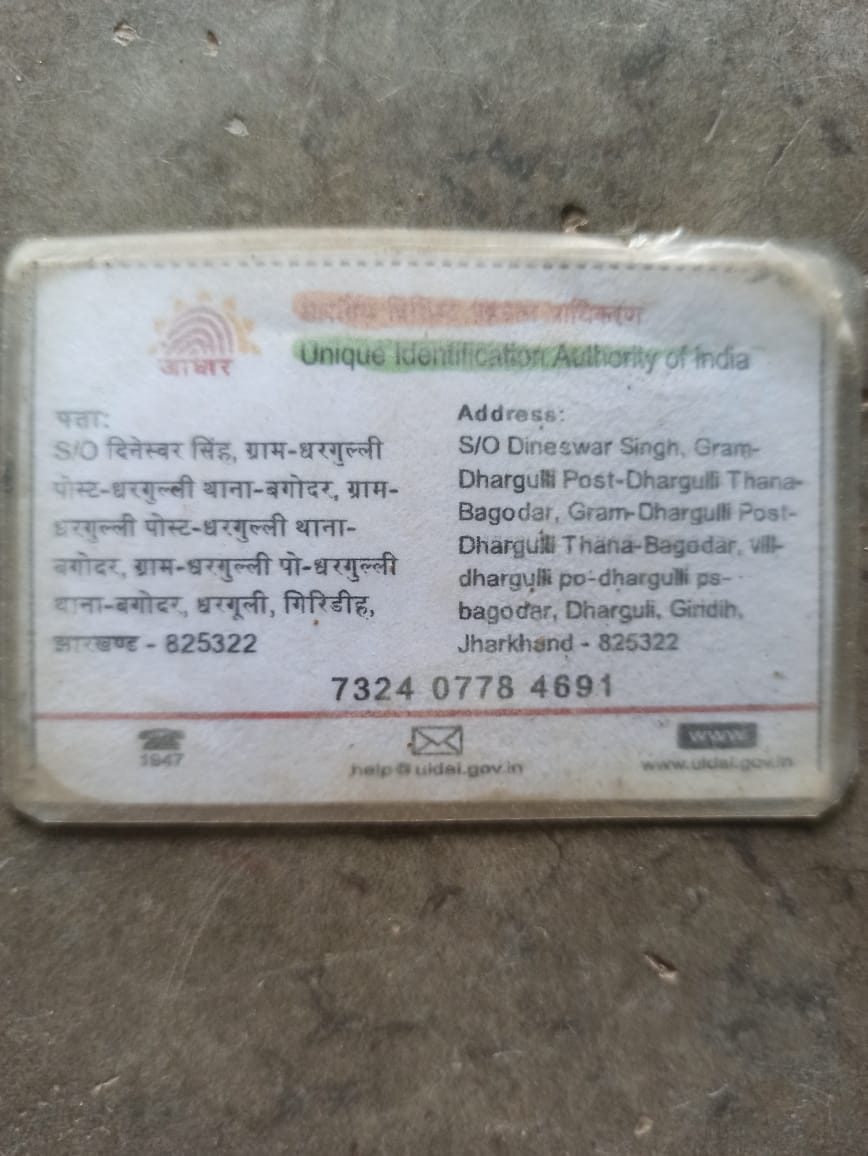 आधार
Unique Identification Authority of India
पता:
S/O दिनेस्वर सिंह, ग्राम-धरगुल्ली
पोस्ट-धरगुल्ली थाना-बगोदर, ग्राम-
धरगुल्ली पोस्ट-धरगुल्ली थाना-
बगोदर, ग्राम-धरगुल्ली पो-धरगुल्ली
थाना-बगोदर, धरगूली, गिरिडीह,
झारखण्ड - 825322
Address:
S/O Dineswar Singh, Gram-
Dhargulli Post-Dhargulli Thana-
Bagodar, Gram-Dhargulli Post-
Dhargulli Thana-Bagodar, vill-
dhargulli po-dhargulli ps-
bagodar, Dharguli, Giridih,
Jharkhand - 825322
7324 0778 4691
1947
help@uidai.gov.in
www
www.uidai.gov.in